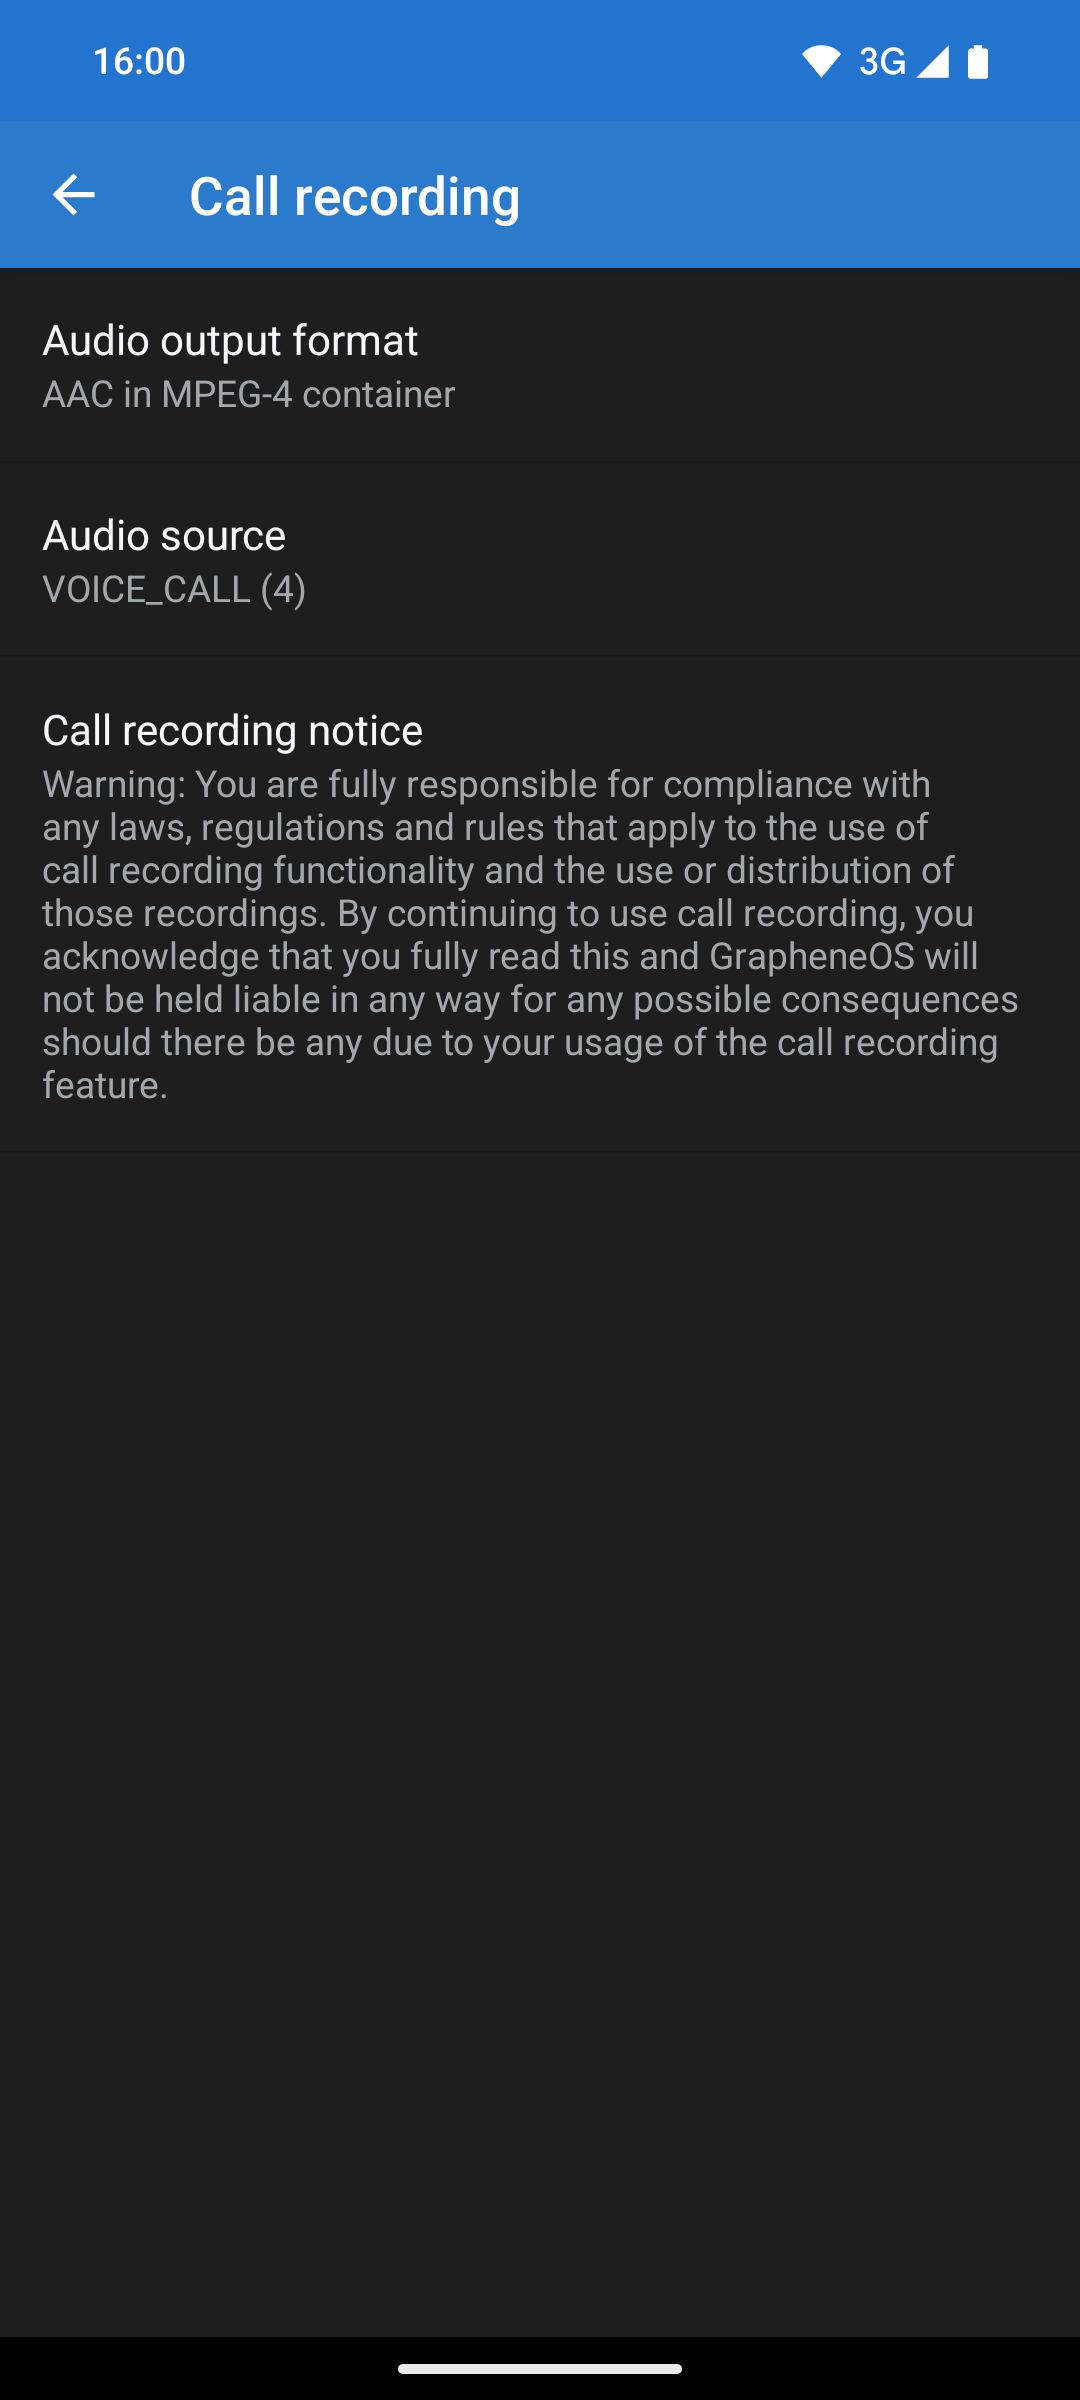 16:00
3G
Call recording
Audio output format
AAC in MPEG-4 container
Audio source
VOICE_CALL (4)
Call recording notice
Warning: You are fully responsible for compliance with
any laws, regulations and rules that apply to the use of
call recording functionality and the use or distribution of
those recordings. By continuing to use call recording, you
acknowledge that you fully read this and GrapheneOS will
not be held liable in any way for any possible consequences
should there be any due to your usage of the call recording
feature.